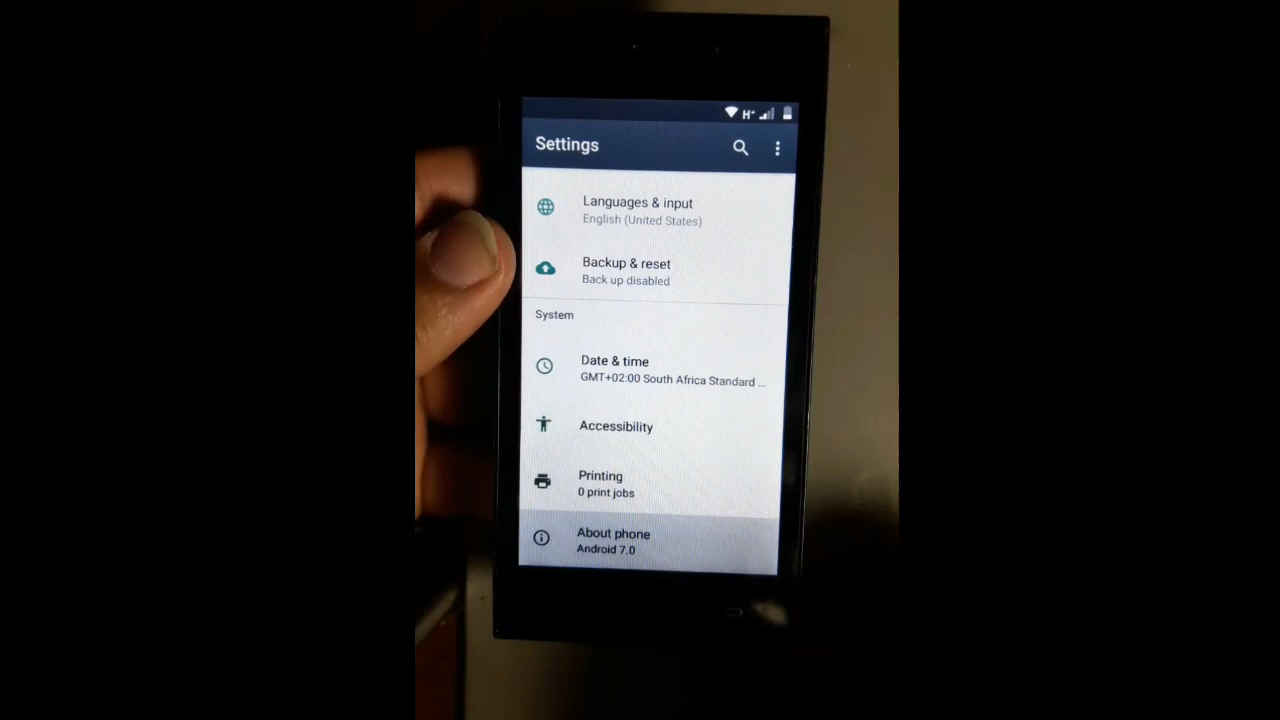 H+
Settings
Languages & input
English (United States)
Backup & reset
Back up disabled
System
Date & time
GMT+02:00 South Africa Standard ...
Accessibility
Printing
0 print jobs
About phone
Android 7.0